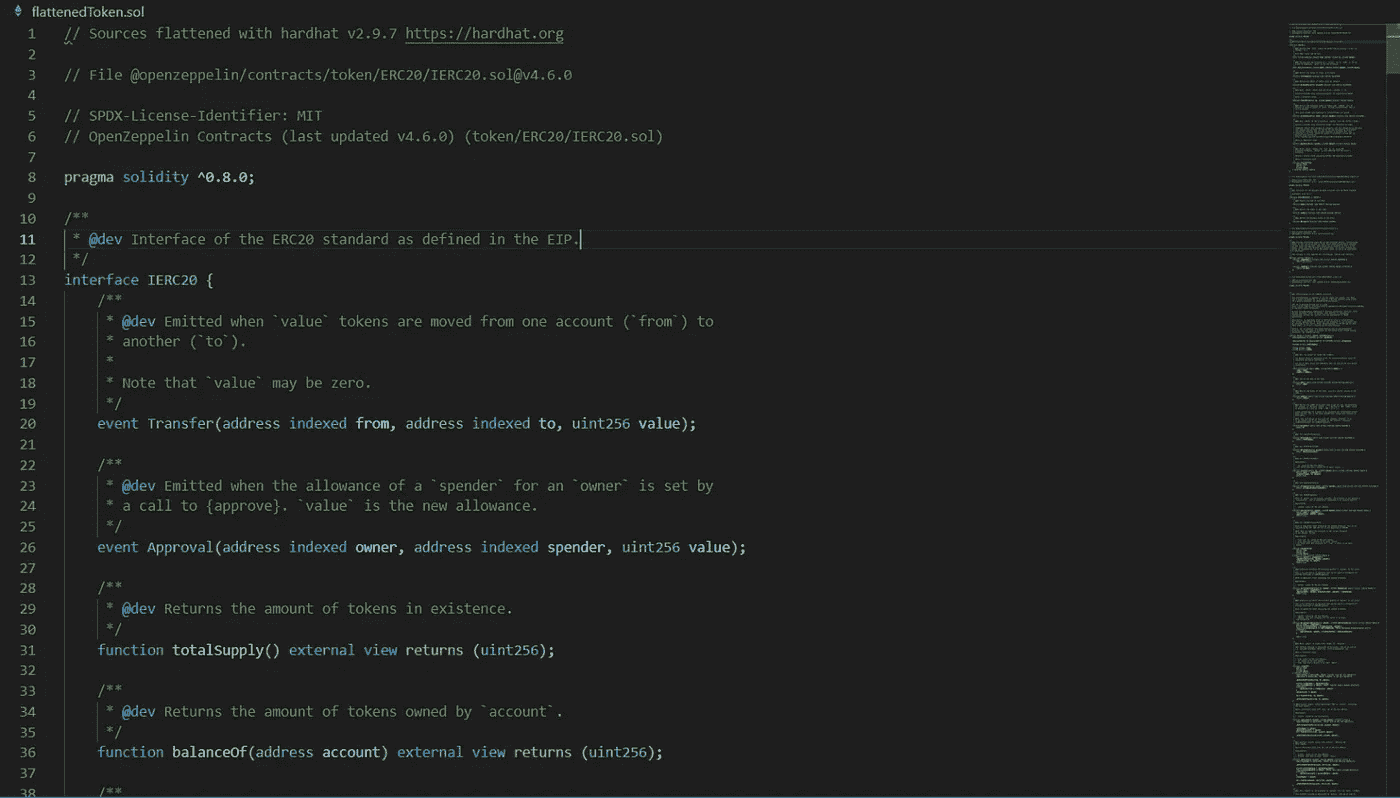 flattenedToken.sol
1 // Sources flattened with hardhat v2.9.7 https://hardhat.org
2
3 // File @openzeppelin/contracts/token/ERC20/IERC20.sol@v4.6.0
4
5 // SPDX-License-Identifier: MIT
6 // OpenZeppelin Contracts (last updated v4.6.0) (token/ERC20/IERC20.sol)
7
8 pragma solidity ^0.8.0;
9
10 /**
11  * @dev Interface of the ERC20 standard as defined in the EIP.
12  */
13 interface IERC20 {
14     /**
15      * @dev Emitted when `value` tokens are moved from one account (`from`) to
16      * another (`to`).
17      *
18      * Note that `value` may be zero.
19      */
20     event Transfer(address indexed from, address indexed to, uint256 value);
21
22     /**
23      * @dev Emitted when the allowance of a `spender` for an `owner` is set by
24      * a call to {approve}. `value` is the new allowance.
25      */
26     event Approval(address indexed owner, address indexed spender, uint256 value);
27
28     /**
29      * @dev Returns the amount of tokens in existence.
30      */
31     function totalSupply() external view returns (uint256);
32
33     /**
34      * @dev Returns the amount of tokens owned by `account`.
35      */
36     function balanceOf(address account) external view returns (uint256);
37
38     /**